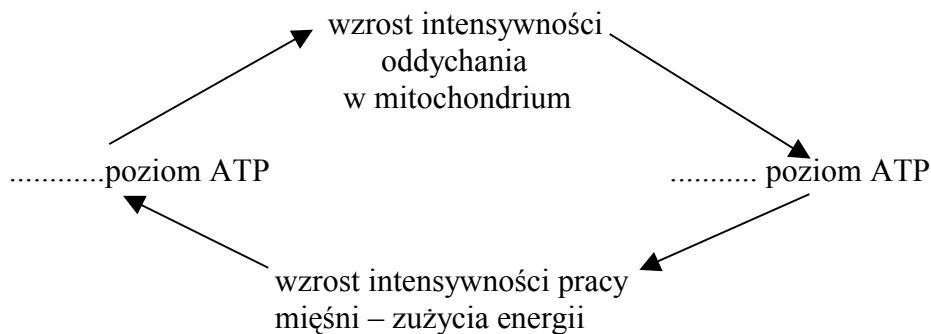 wzrost intensywności
oddychania
w mitochondrium
............poziom ATP
........... poziom ATP
wzrost intensywności pracy
mięśni – zużycia energii